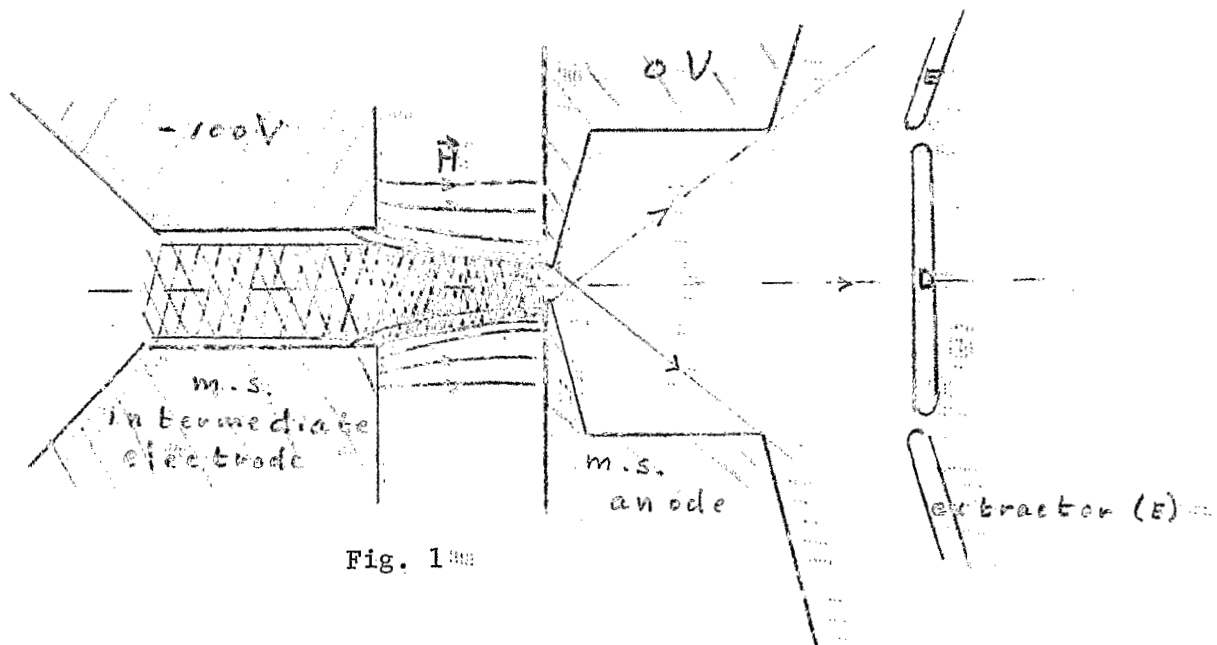 -100V
0 V
H
E
D
m.s.
intermediate
electrode
m.s.
anode
extractor (E)
Fig. 1